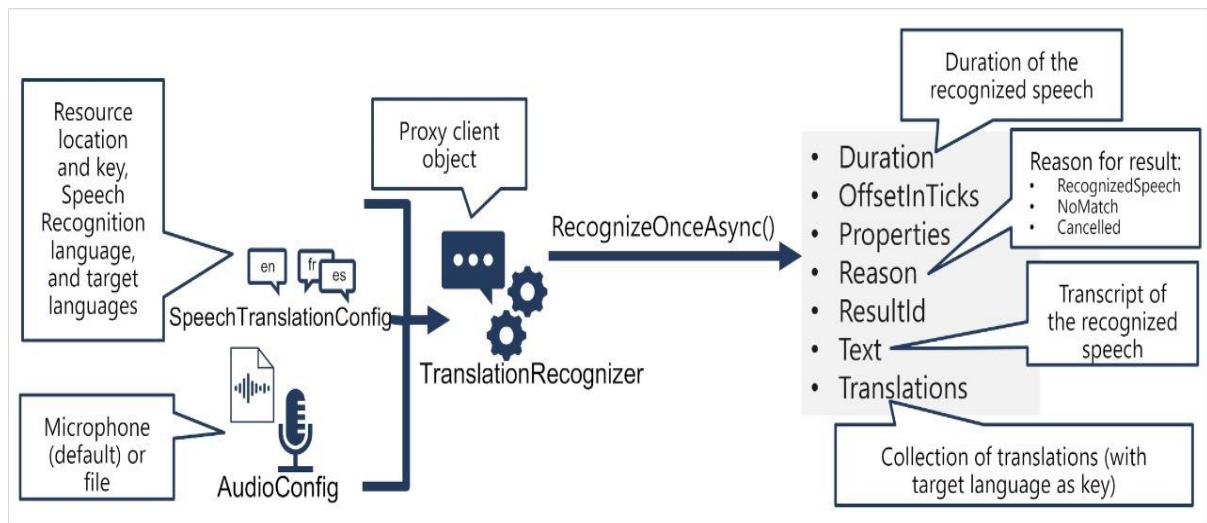 Resource
location
and key,
Speech
Recognition
language,
and target
languages
en
fr
es
SpeechTranslationConfig
Microphone
(default) or
file
AudioConfig
Proxy client
object
TranslationRecognizer
RecognizeOnceAsync()
Duration of the
recognized speech
• Duration
• OffsetInTicks
• Properties
• Reason
• ResultId
• Text
• Translations
Reason for result:
• RecognizedSpeech
• NoMatch
• Cancelled
Transcript of
the recognized
speech
Collection of translations (with
target language as key)